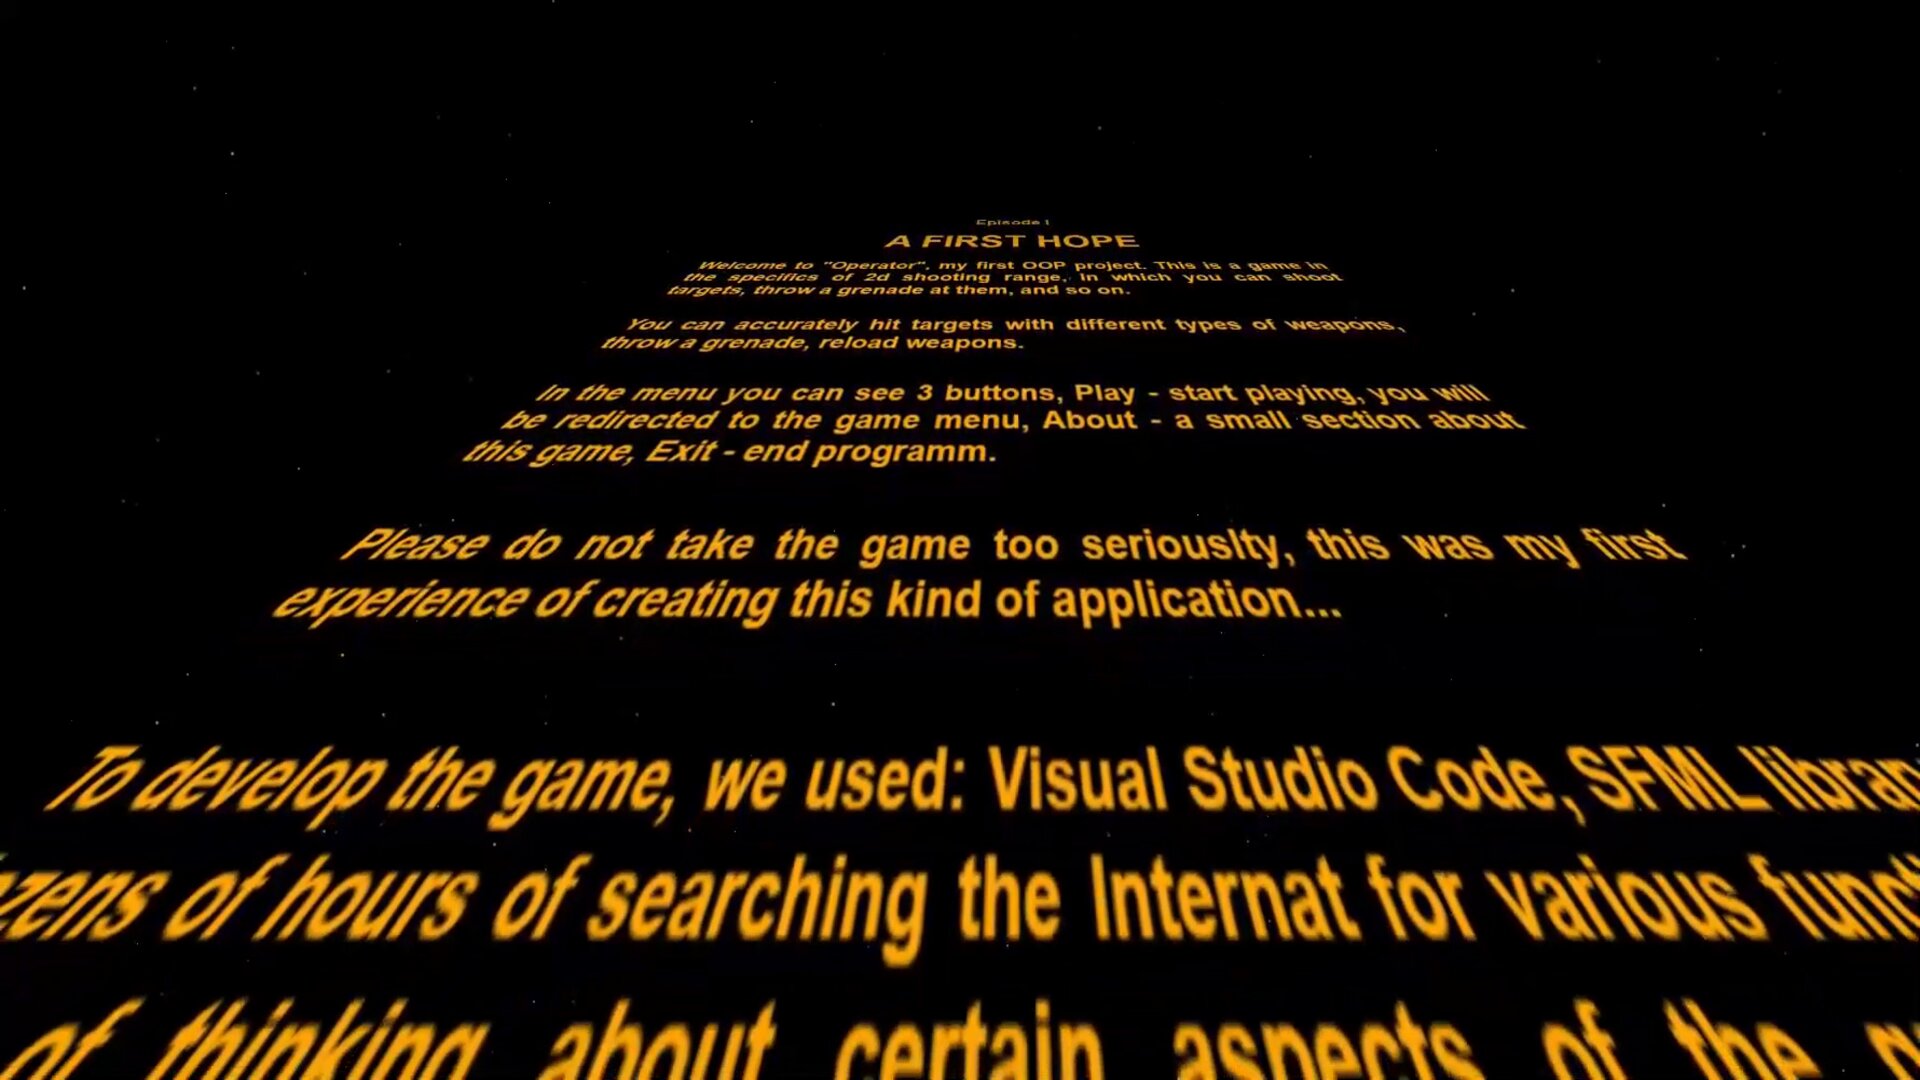 Episode I
A FIRST HOPE
Welcome to "Operator", my first OOP project. This is a game in
the specifics of 2d shooting range, in which you can shoot
targets, throw a grenade at them, and so on.
You can accurately hit targets with different types of weapons,
throw a grenade, reload weapons.
In the menu you can see 3 buttons, Play - start playing, you will
be redirected to the game menu, About - a small section about
this game, Exit - end programm.
Please do not take the game too seriouslty, this was my first
experience of creating this kind of application...
To develop the game, we used: Visual Studio Code, SFML
of hours of searching the Internat for various
of thinking about certain aspects of the